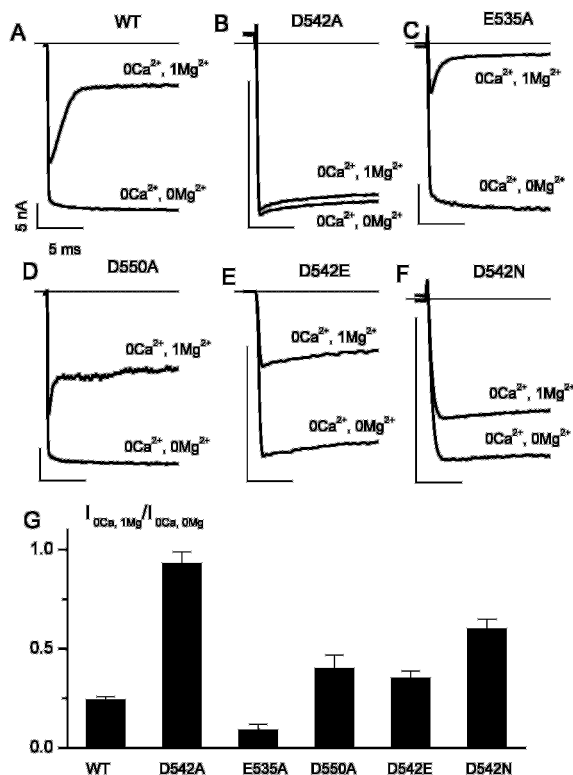 A WT
0Ca²⁺, 1Mg²⁺
0Ca²⁺, 0Mg²⁺
5 nA
5 ms
B D542A
0Ca²⁺, 1Mg²⁺
0Ca²⁺, 0Mg²⁺
C E535A
0Ca²⁺, 1Mg²⁺
0Ca²⁺, 0Mg²⁺
D D550A
0Ca²⁺, 1Mg²⁺
0Ca²⁺, 0Mg²⁺
E D542E
0Ca²⁺, 1Mg²⁺
0Ca²⁺, 0Mg²⁺
F D542N
0Ca²⁺, 1Mg²⁺
0Ca²⁺, 0Mg²⁺
G I 0Ca, 1Mg/I 0Ca, 0Mg
1.0
0.5
0.0
WT D542A E535A D550A D542E D542N